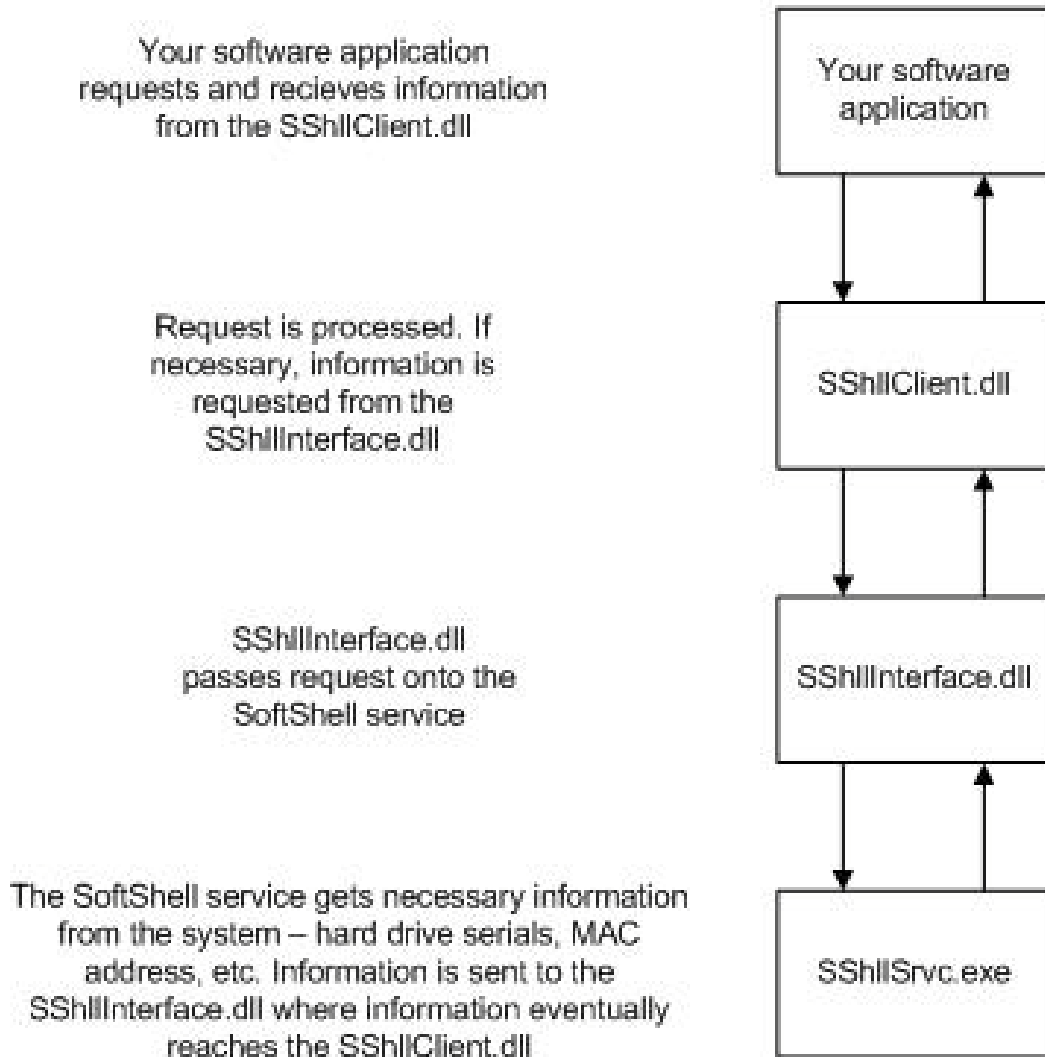 Your software application
requests and recieves information
from the SShllClient.dll
Your software
application
Request is processed. If
necessary, information is
requested from the
SShllInterface.dll
SShllClient.dll
SShllInterface.dll
passes request onto the
SoftShell service
SShllInterface.dll
The SoftShell service gets necessary information
from the system – hard drive serials, MAC
address, etc. Information is sent to the
SShllInterface.dll where information eventually
reaches the SShllClient.dll
SShllSrvc.exe